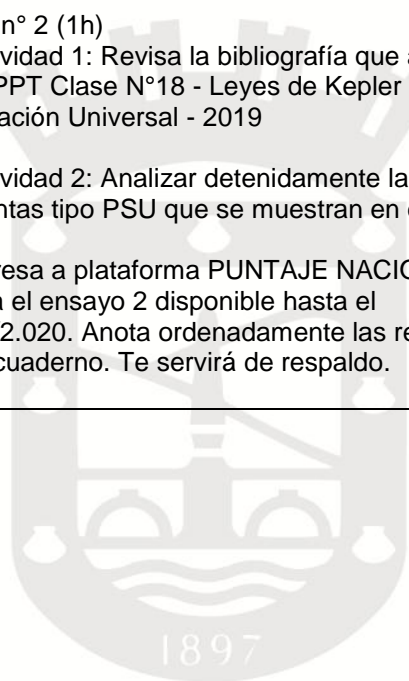 n° 2 (1h)
vidad 1: Revisa la bibliografía que a
PPT Clase N°18 - Leyes de Kepler
ación Universal - 2019
vidad 2: Analizar detenidamente la
ntas tipo PSU que se muestran en e
resa a plataforma PUNTAJE NACIO
a el ensayo 2 disponible hasta el
2.020. Anota ordenadamente las re
cuaderno. Te servirá de respaldo.
1897